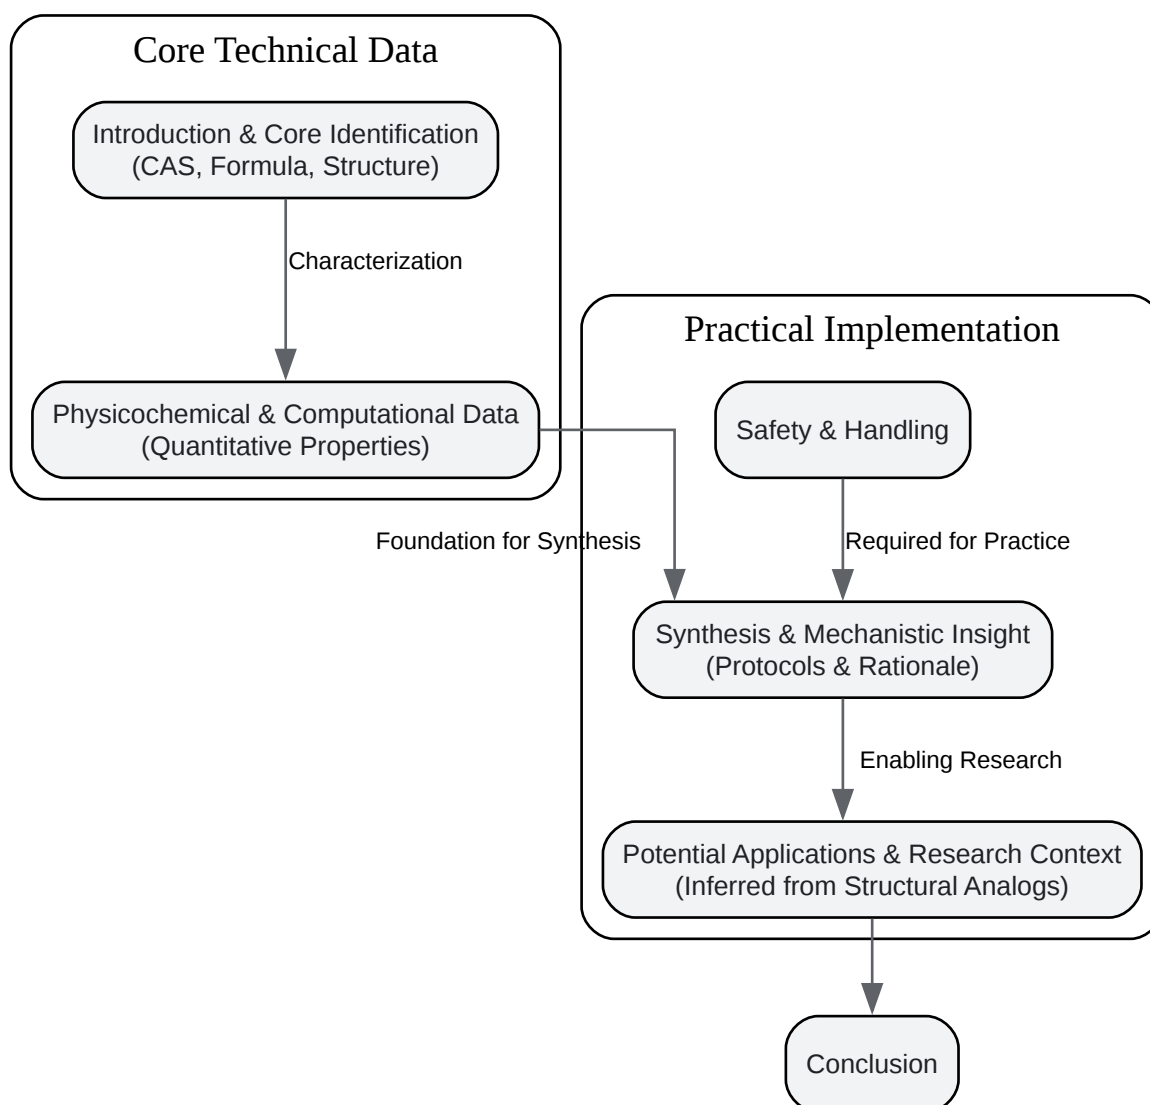 Core Technical Data
Introduction & Core Identification
(CAS, Formula, Structure)
Characterization
Physicochemical & Computational Data
(Quantitative Properties)
Practical Implementation
Safety & Handling
Foundation for Synthesis
Required for Practice
Synthesis & Mechanistic Insight
(Protocols & Rationale)
Enabling Research
Potential Applications & Research Context
(Inferred from Structural Analogs)
Conclusion